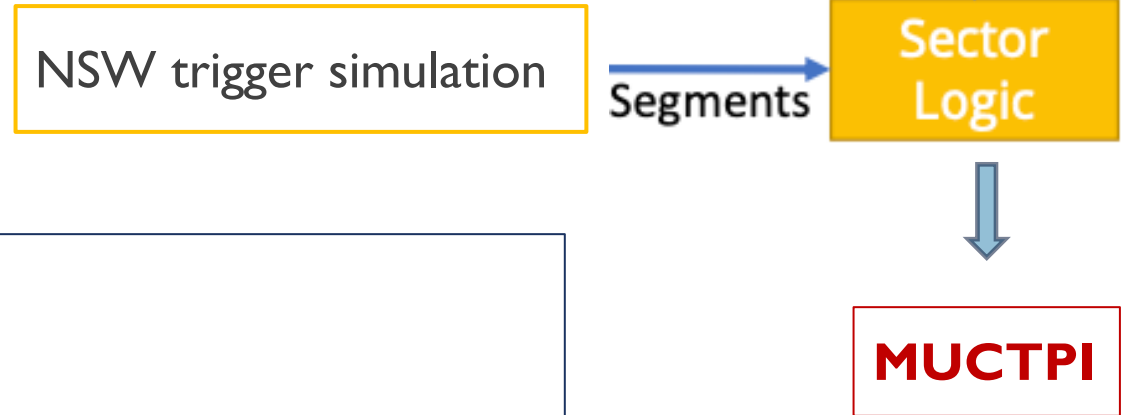 NSW trigger simulation
Segments
Sector
Logic
MUCTPI